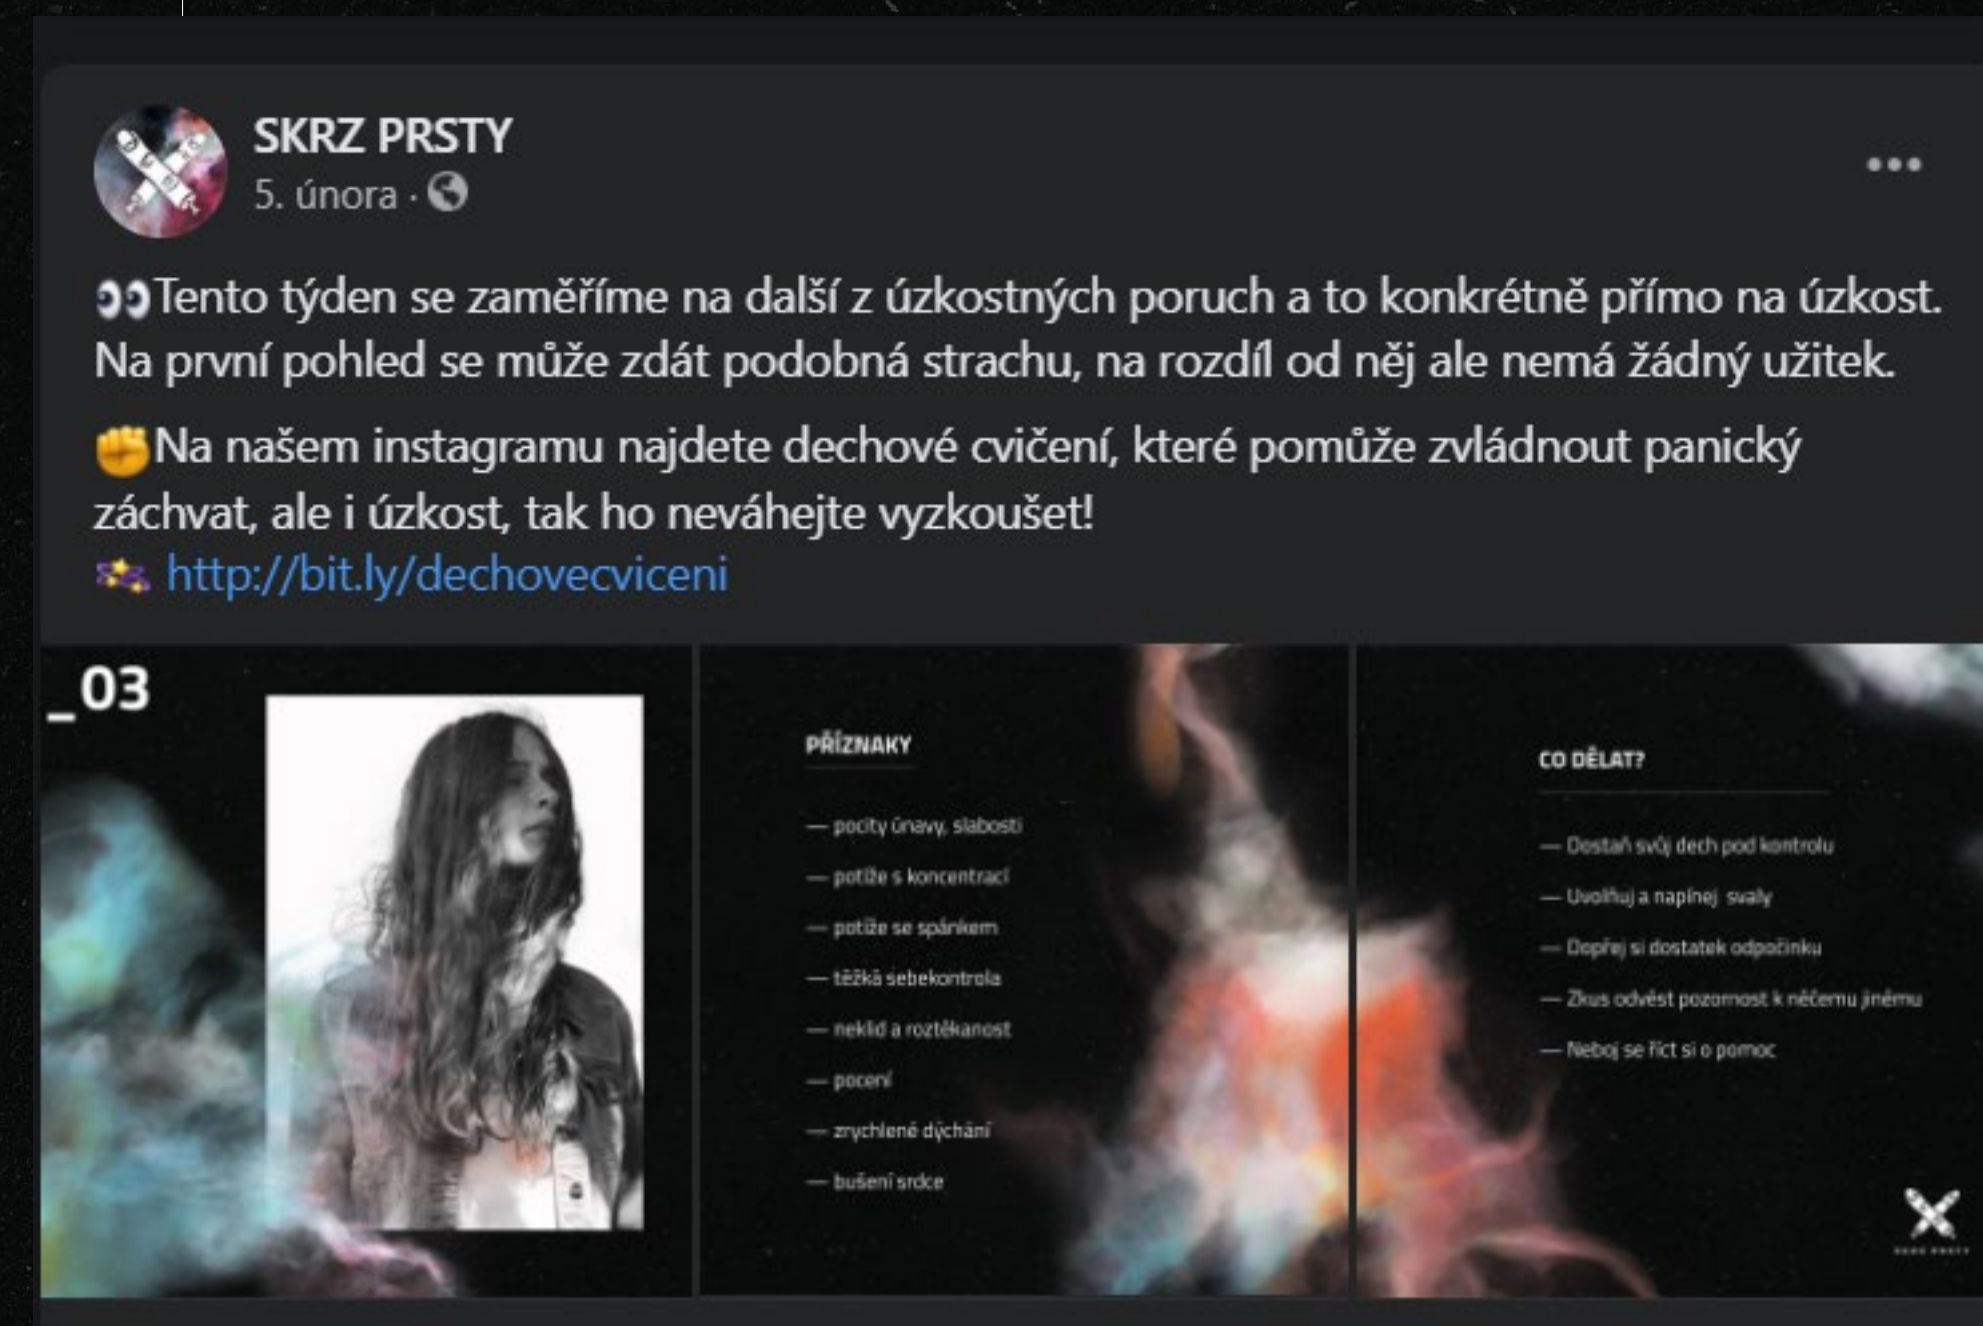 SKRZ PRSTY
5. února ·
👀Tento týden se zaměříme na další z úzkostných poruch a to konkrétně přímo na úzkost.
Na první pohled se může zdát podobná strachu, na rozdíl od něj ale nemá žádný užitek.
✊Na našem instagramu najdete dechové cvičení, které pomůže zvládnout panický
záchvat, ale i úzkost, tak ho neváhejte vyzkoušet!
💫 http://bit.ly/dechovecviceni
_03
PŘÍZNAKY
— pocity únavy, slabosti
— potíže s koncentrací
— potíže se spánkem
— těžká sebekontrola
— neklid a roztěkanost
— pocení
— zrychlené dýchání
— bušení srdce
CO DĚLAT?
— Dostaň svůj dech pod kontrolu
— Uvolňuj a napínej svaly
— Dopřej si dostatek odpočinku
— Zkus odvést pozornost k něčemu jinému
— Neboj se říct si o pomoc
SKRZ PRSTY